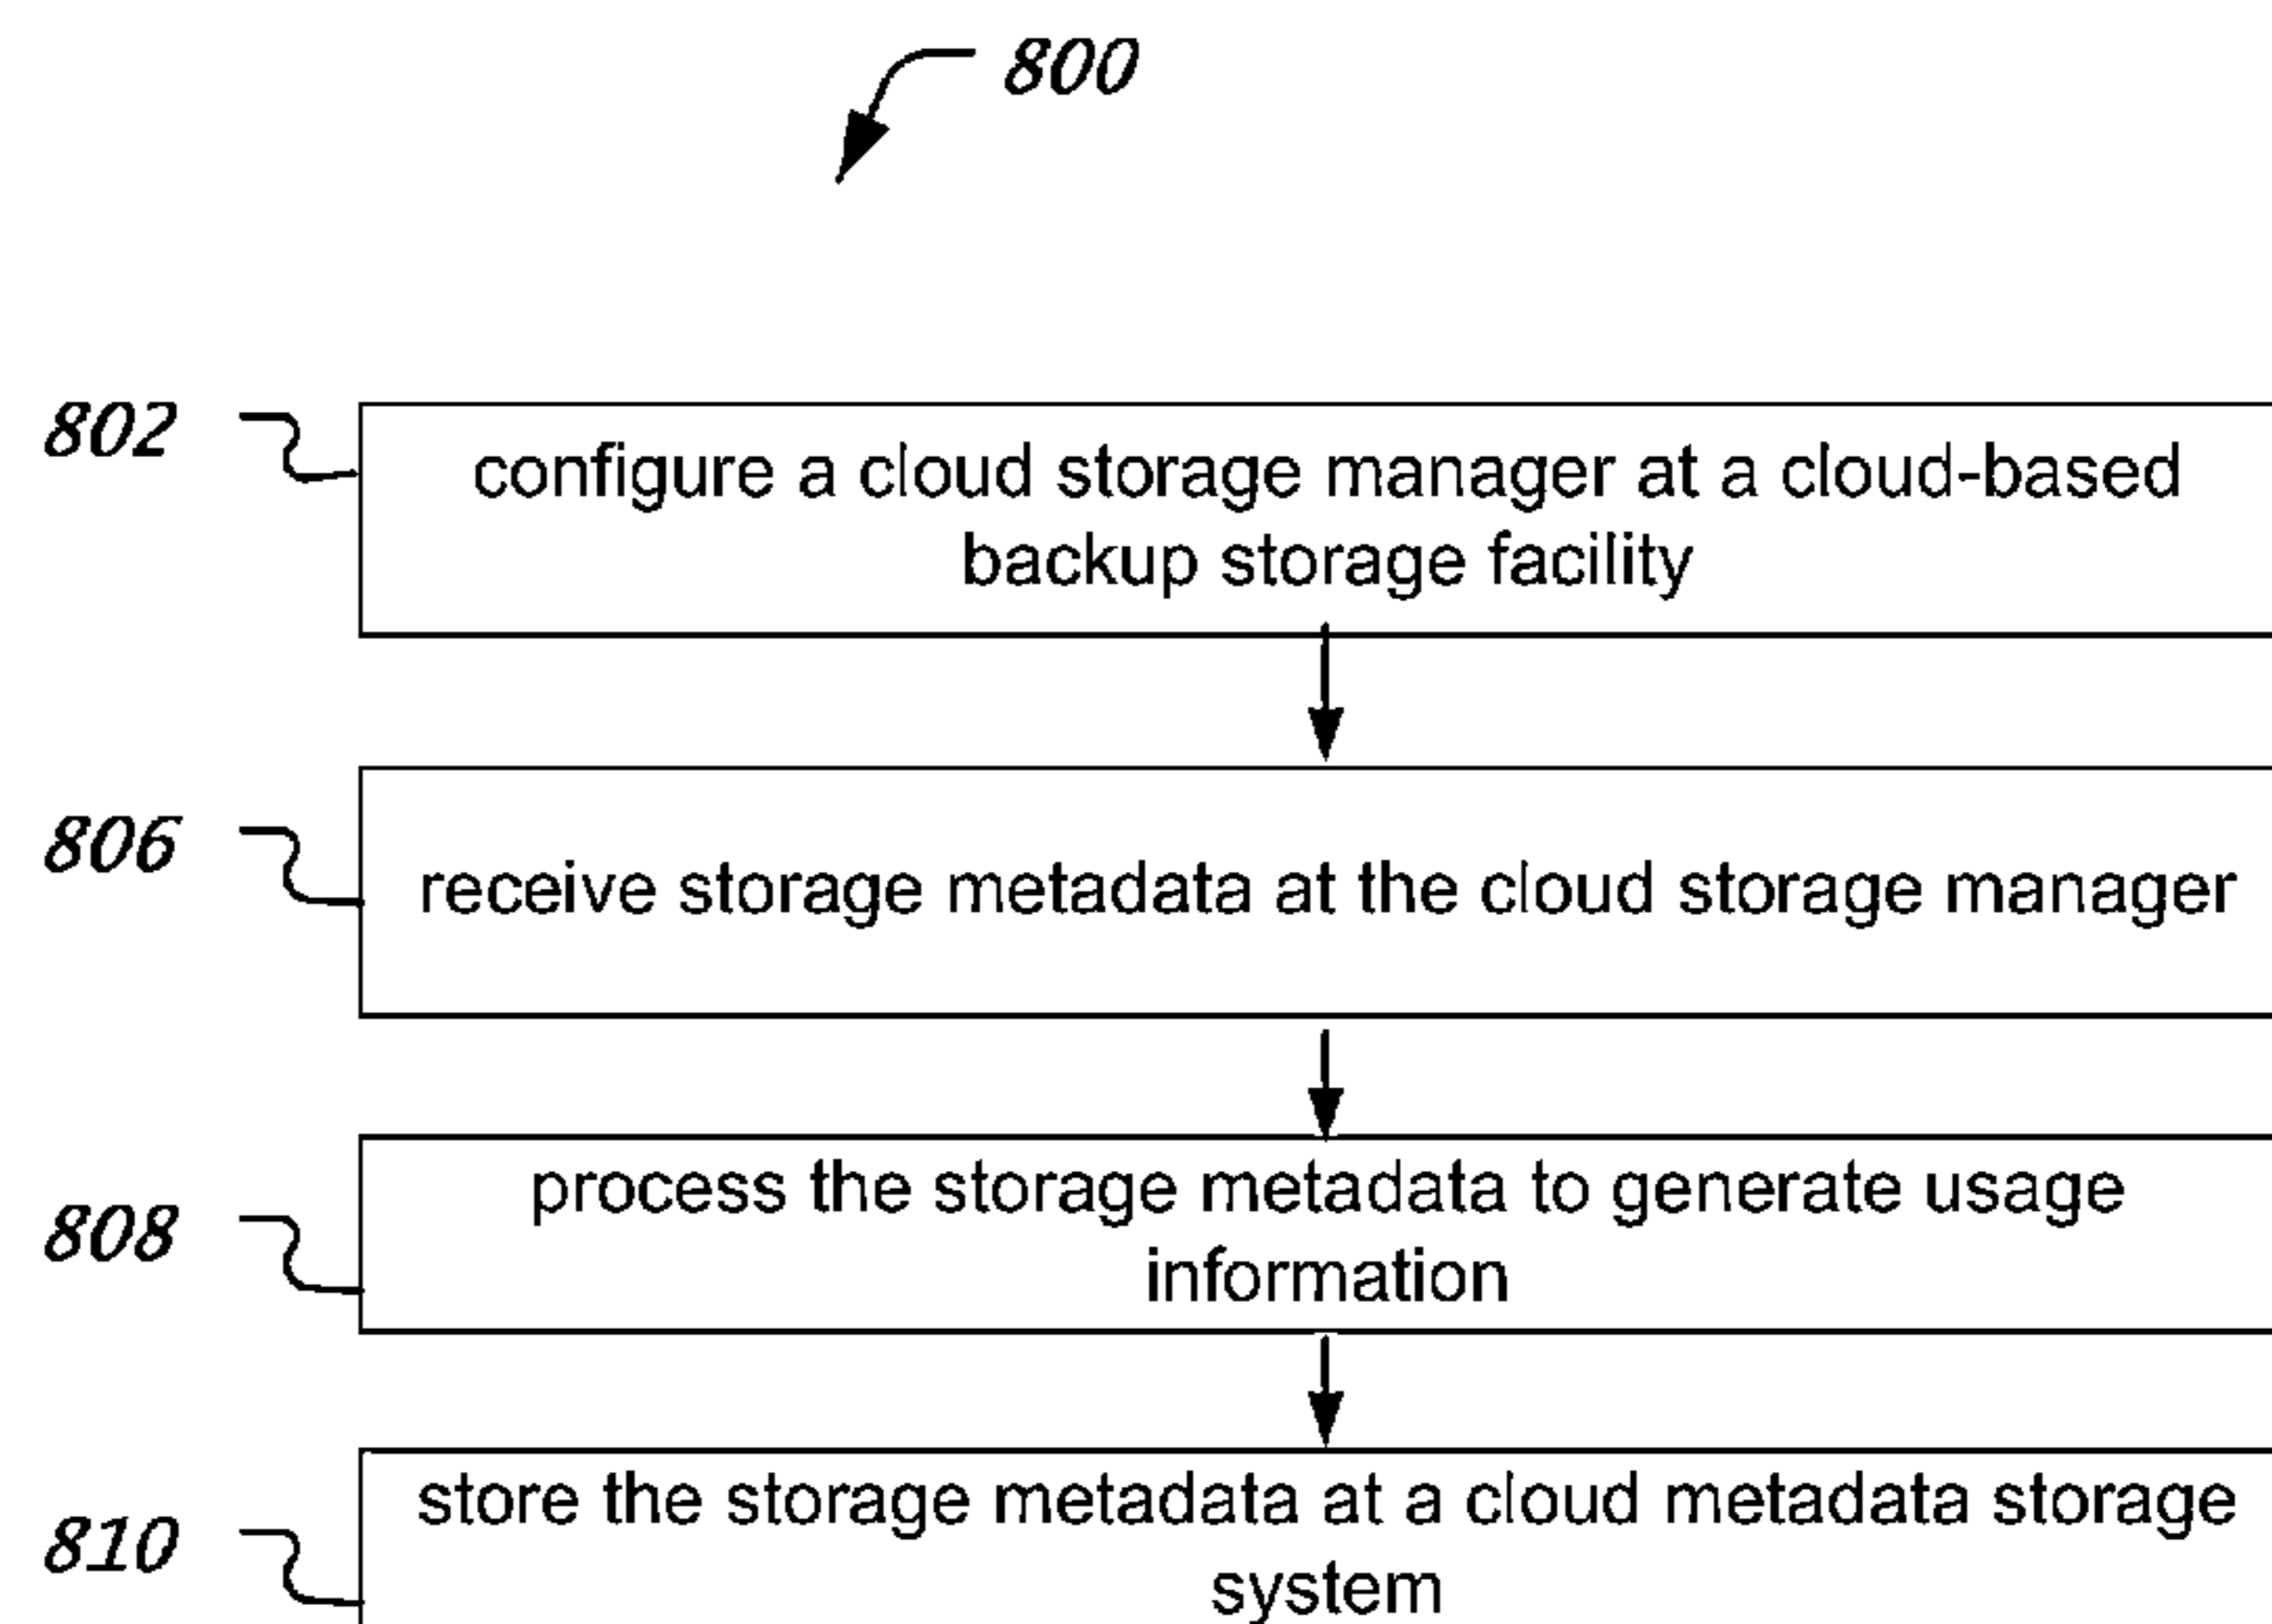 800
802
configure a cloud storage manager at a cloud-based
backup storage facility
806
receive storage metadata at the cloud storage manager
808
process the storage metadata to generate usage
information
810
store the storage metadata at a cloud metadata storage
system